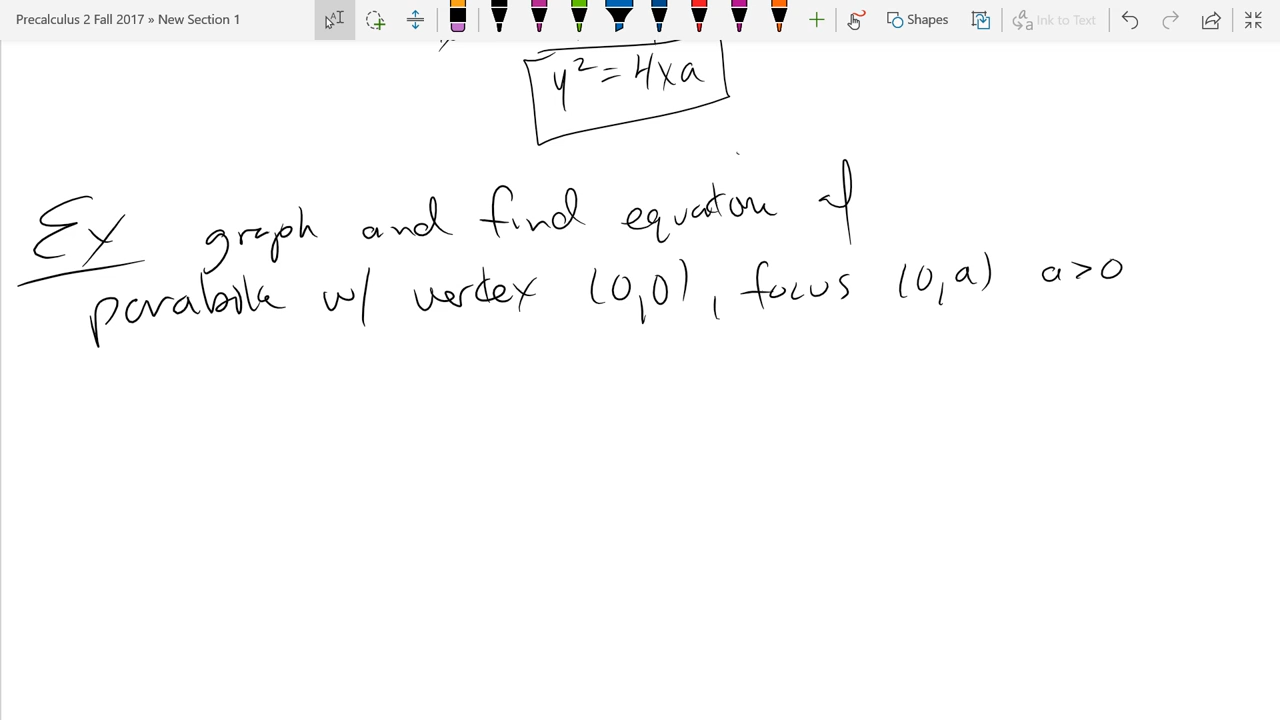 Precalculus 2 Fall 2017 » New Section 1
Shapes
Ink to Text
y² = 4xa
Ex graph and find equation of
parabola w/ vertex (0,0), focus (0,a) a>0